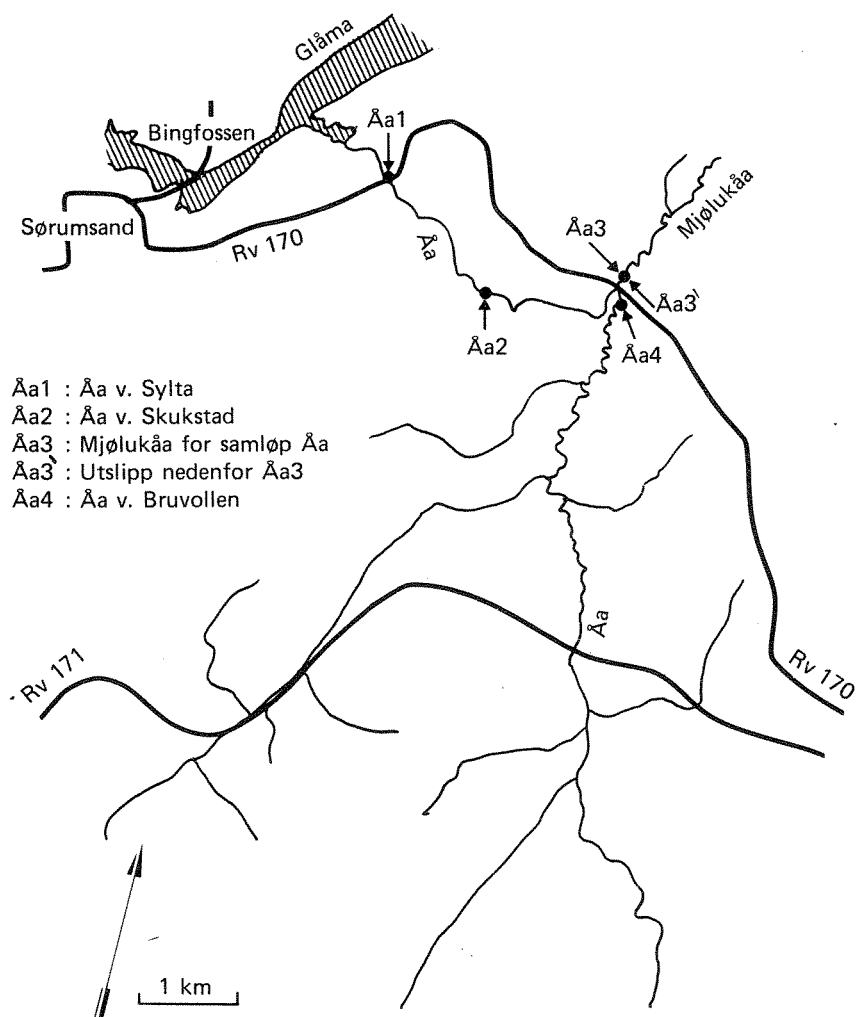 Glåma
Åa1
Bingfossen
Mjølukåa
Sørumsand
Rv 170
Åa
Åa3
Åa3'
Åa2
Åa4
Åa1 : Åa v. Sylta
Åa2 : Åa v. Skukstad
Åa3 : Mjølukåa for samløp Åa
Åa3' : Utslipp nedenfor Åa3
Åa4 : Åa v. Bruvollen
Åa
Rv 171
Rv 170
1 km